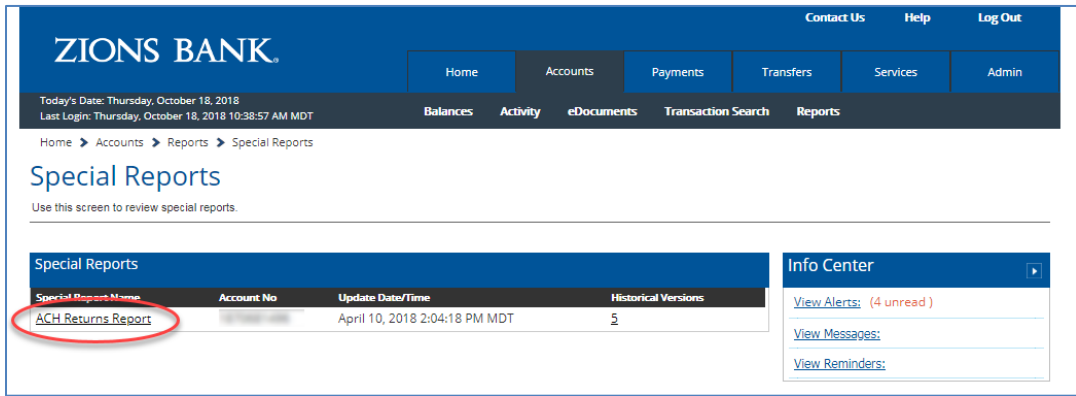 Contact Us Help Log Out
ZIONS BANK.
Home Accounts Payments Transfers Services Admin
Today's Date: Thursday, October 18, 2018
Last Login: Thursday, October 18, 2018 10:38:57 AM MDT
Balances Activity eDocuments Transaction Search Reports
Home > Accounts > Reports > Special Reports
Special Reports
Use this screen to review special reports.
Special Reports
Special Report Name Account No Update Date/Time Historical Versions
ACH Returns Report April 10, 2018 2:04:18 PM MDT 5
Info Center
View Alerts: (4 unread )
View Messages:
View Reminders: